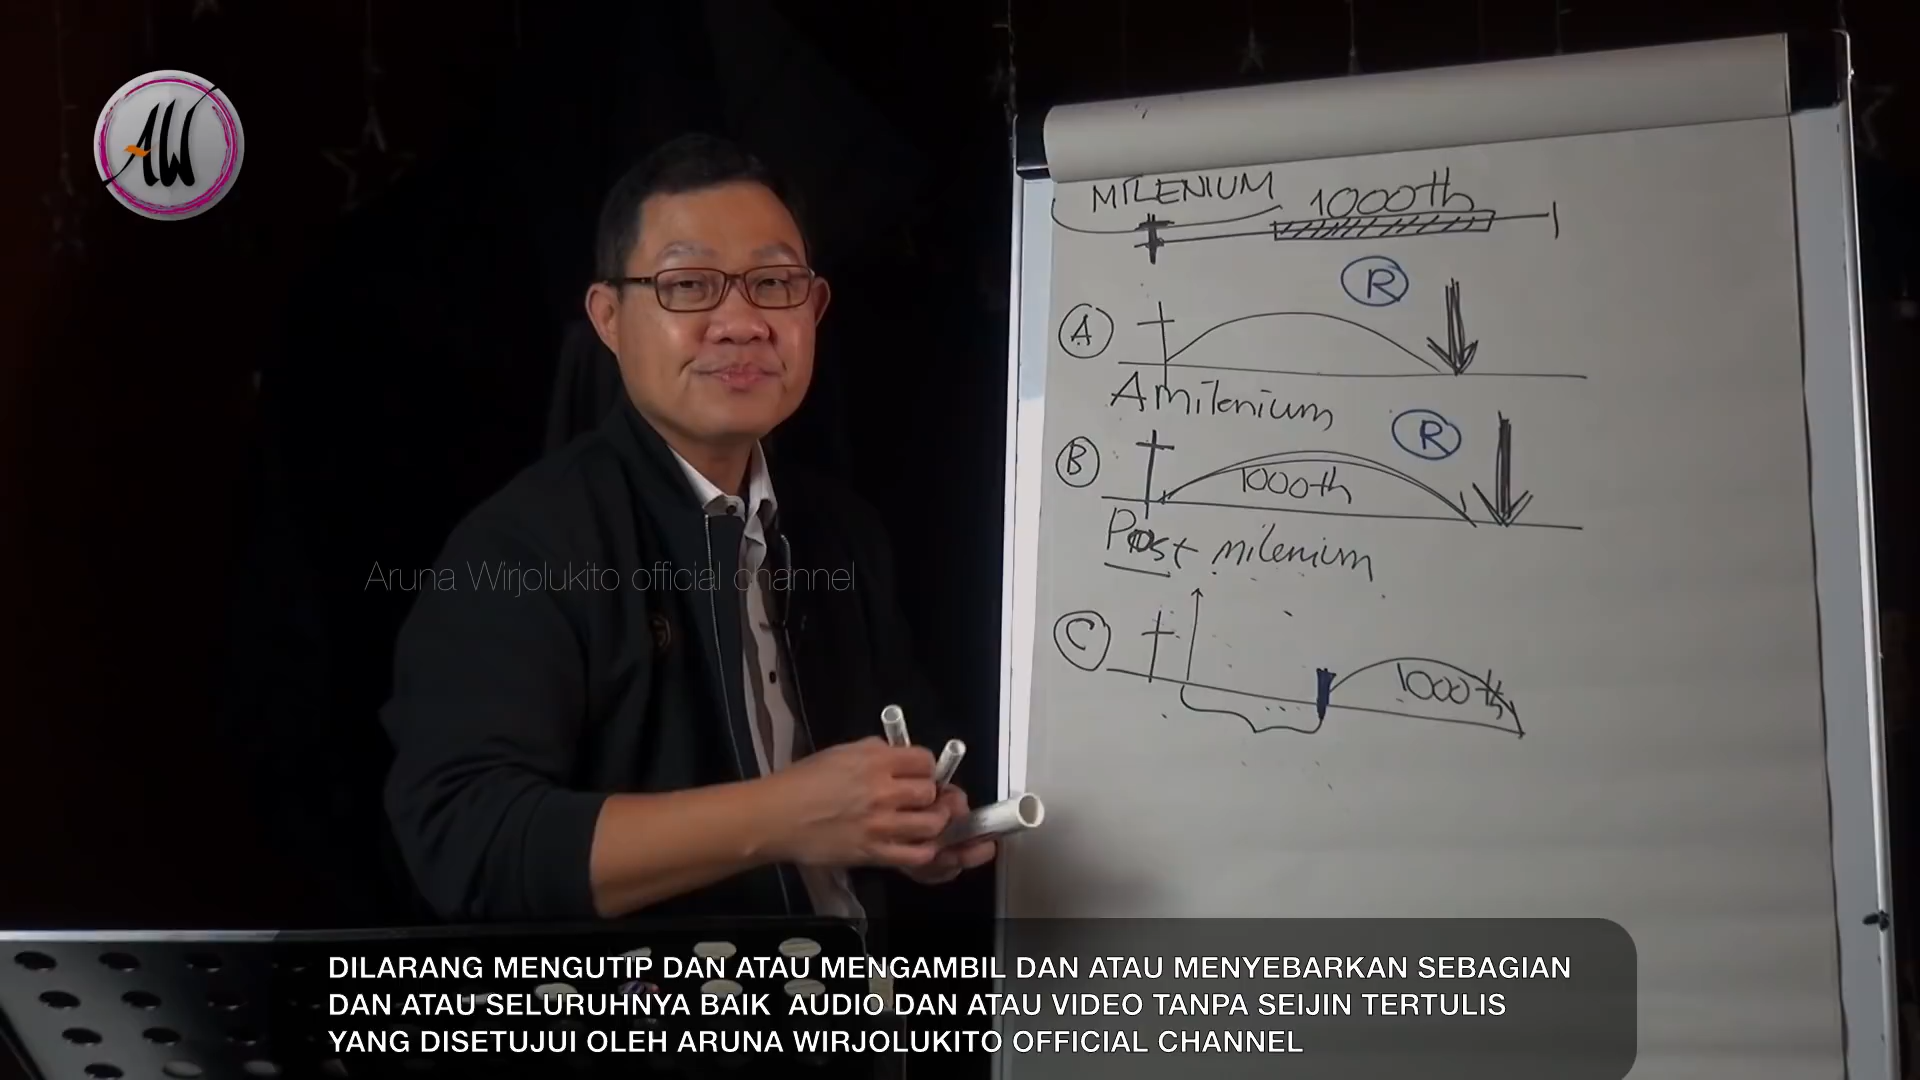 AW
MILENIUM 1000th
R
A
Amilenium
R
B
1000th
Post milenium
C
1000th
Aruna Wirjolukito official channel
DILARANG MENGUTIP DAN ATAU MENGAMBIL DAN ATAU MENYEBARKAN SEBAGIAN
DAN ATAU SELURUHNYA BAIK AUDIO DAN ATAU VIDEO TANPA SEIJIN TERTULIS
YANG DISETUJUI OLEH ARUNA WIRJOLUKITO OFFICIAL CHANNEL